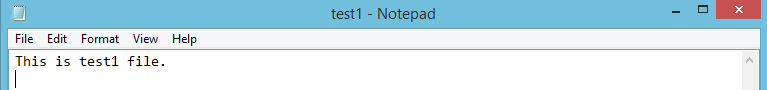 test1 - Notepad
File Edit Format View Help
This is test1 file.